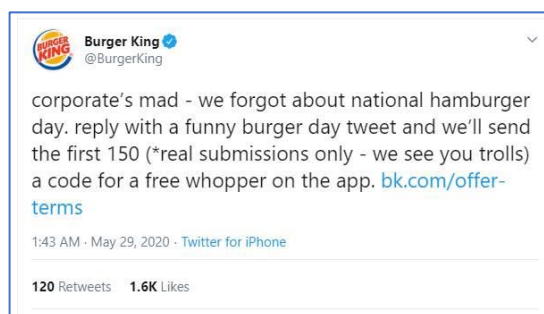 BURGER
KING
Burger King
@BurgerKing
corporate's mad - we forgot about national hamburger
day. reply with a funny burger day tweet and we'll send
the first 150 (*real submissions only - we see you trolls)
a code for a free whopper on the app. bk.com/offer-
terms
1:43 AM · May 29, 2020 · Twitter for iPhone
120 Retweets 1.6K Likes